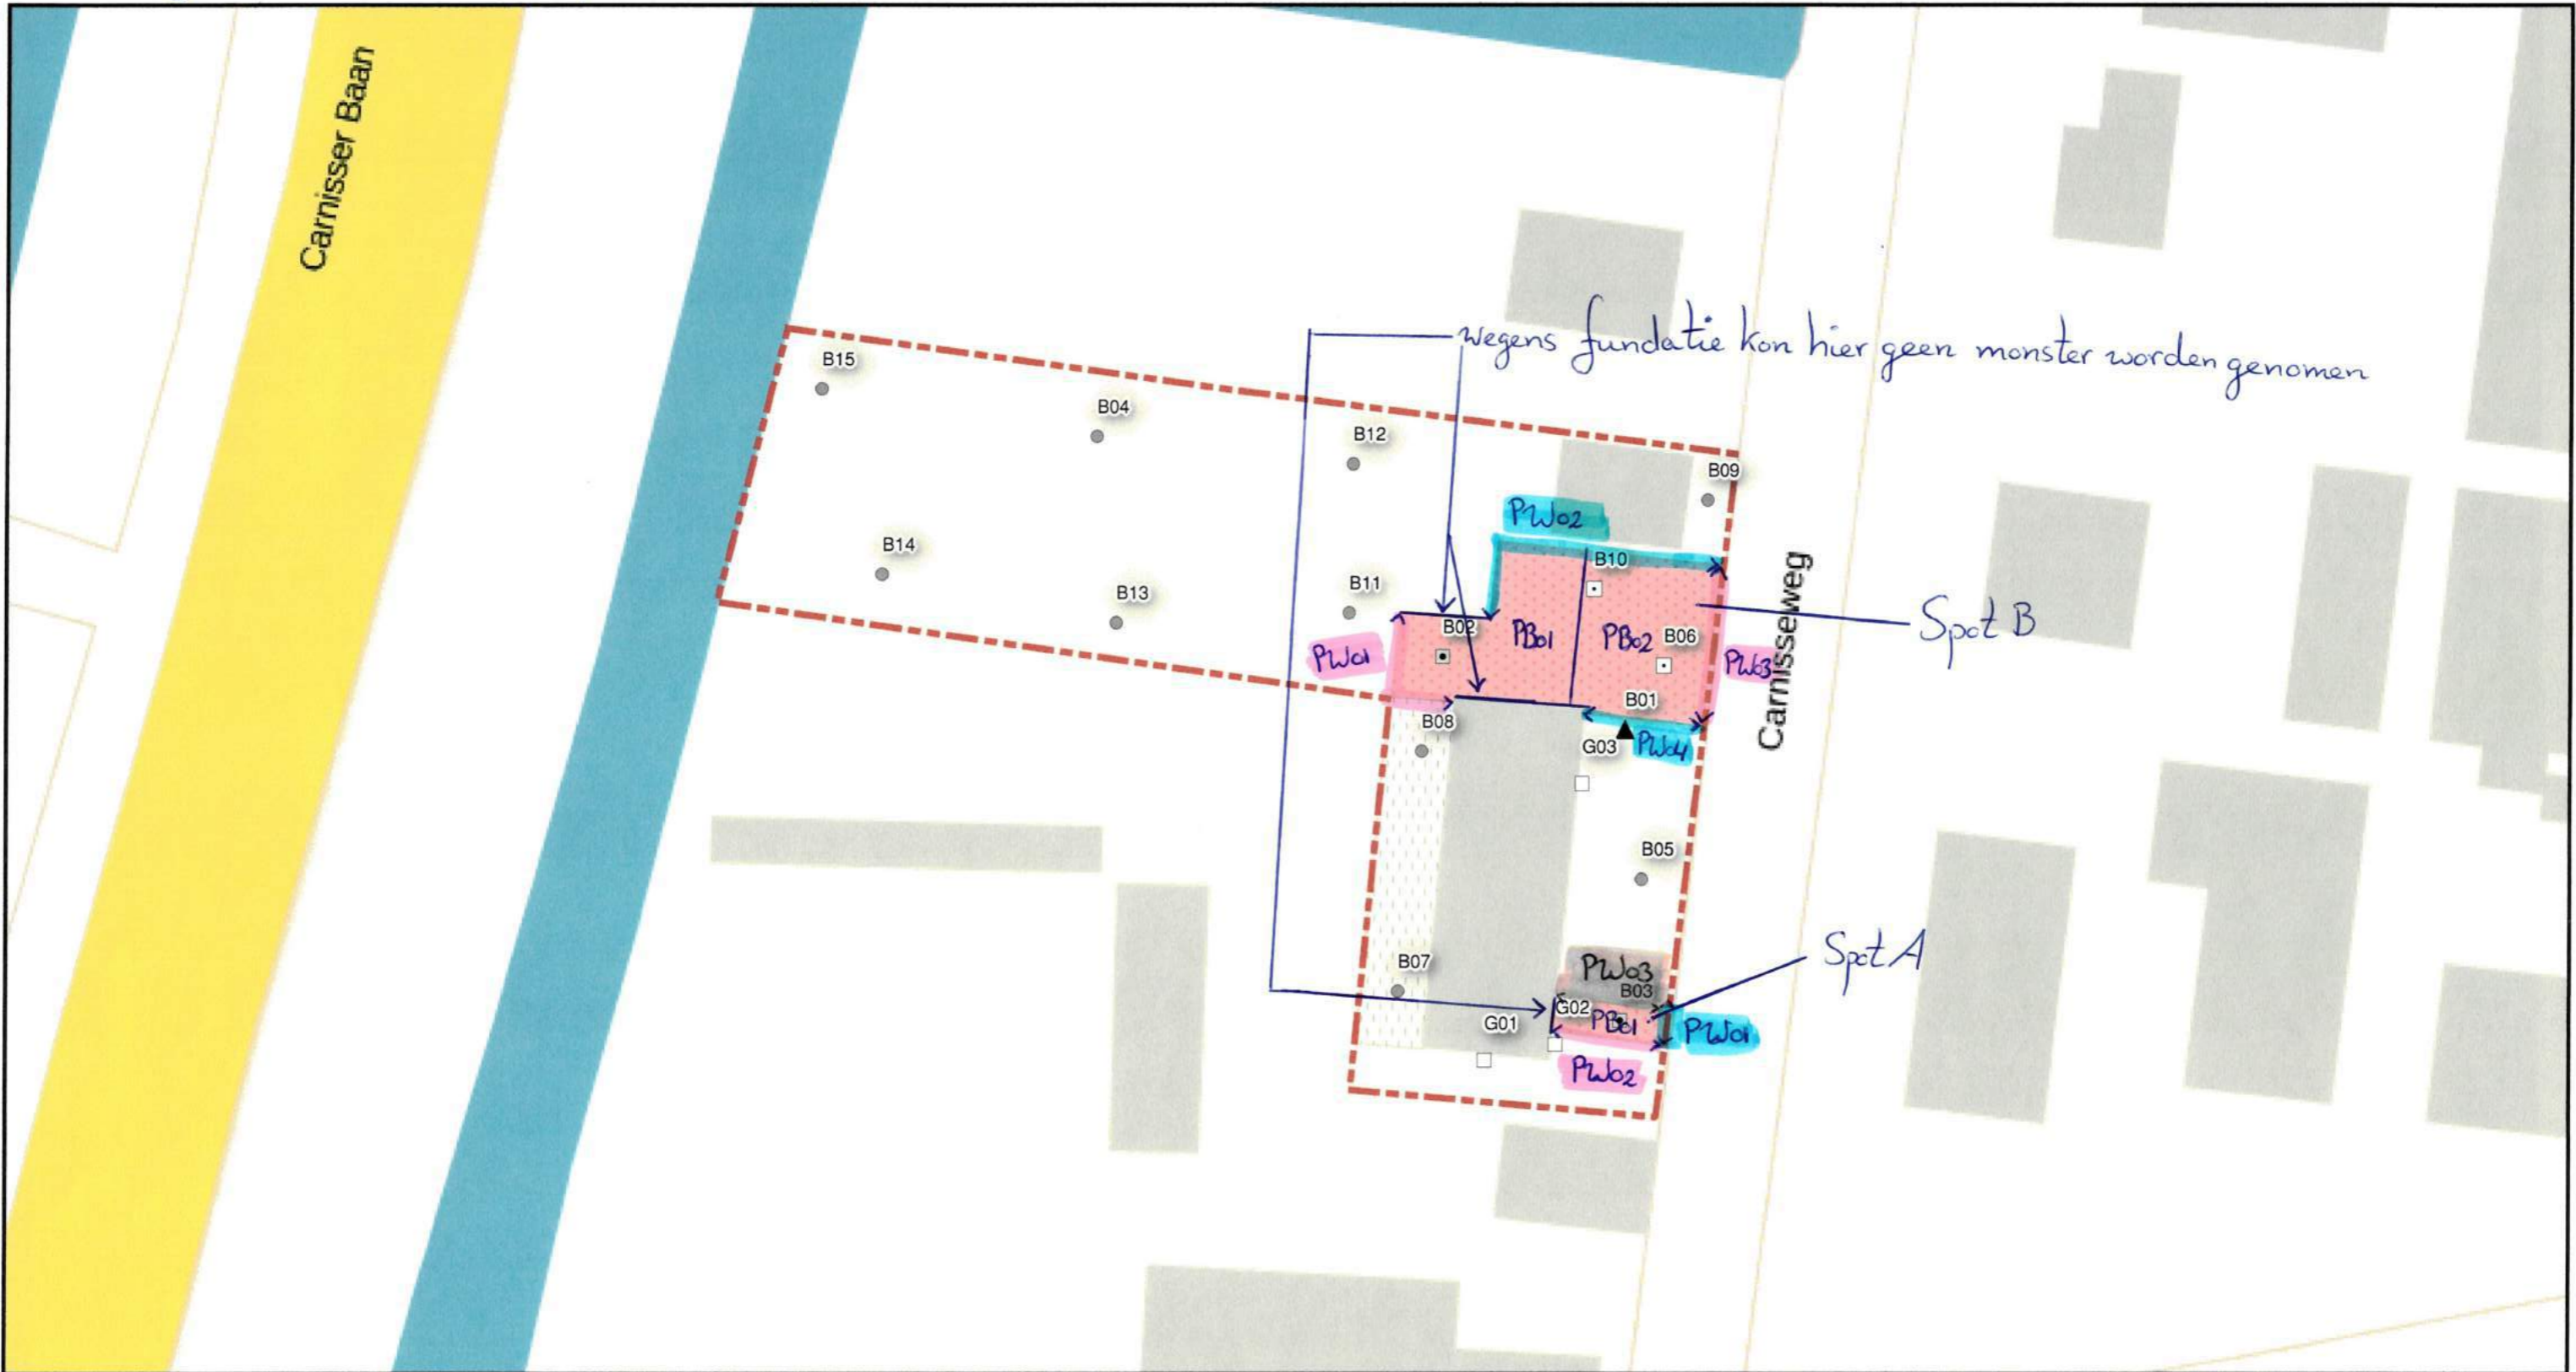 Carnisser Baan
wegens fundatie kon hier geen monster worden genomen
B15
B04
B12
B09
PW02
B14
B10
B11
B13
B02
PB01
PB02
B06
Spot B
PW01
PW03
Carnisseweg
B01
B08
G03
PW04
B05
Spot A
B07
PW03
B03
G02
G01
PB01
PW01
PW02